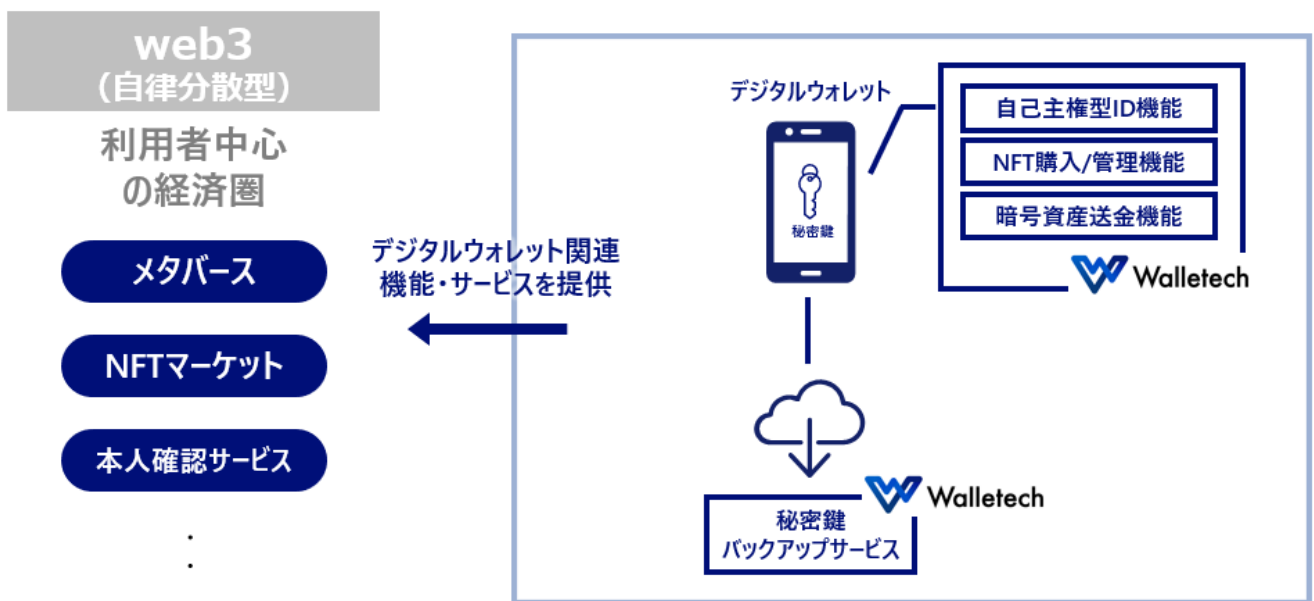 web3
（自律分散型）
利用者中心
の経済圏
メタバース
NFTマーケット
本人確認サービス
・
・
デジタルウォレット関連
機能・サービスを提供
デジタルウォレット
秘密鍵
自己主権型ID機能
NFT購入/管理機能
暗号資産送金機能
Walletech
Walletech
秘密鍵
バックアップサービス